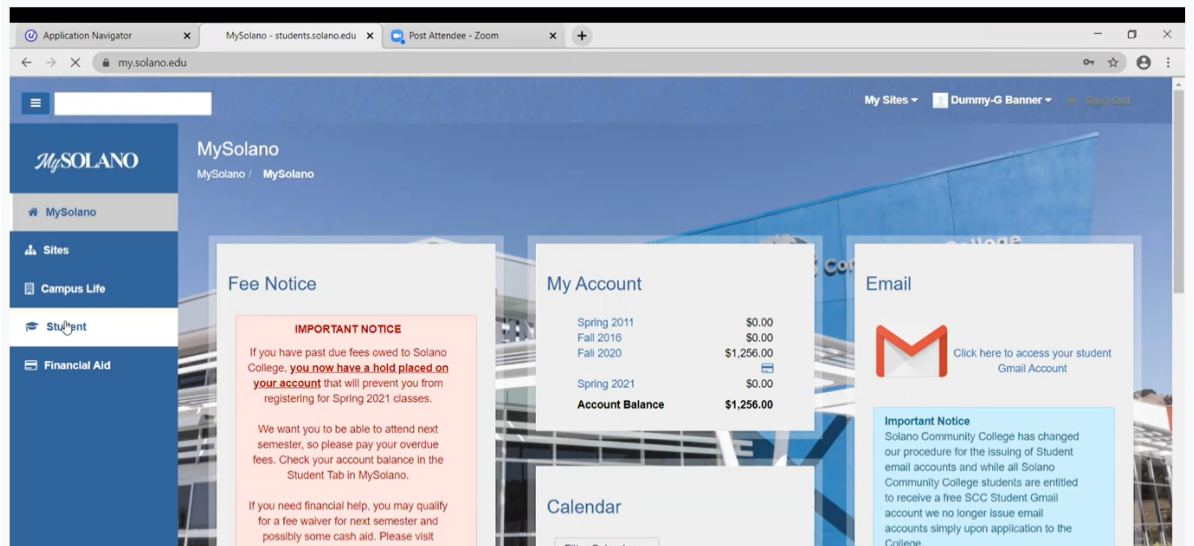 Application Navigator
MySolano - students.solano.edu
Post Attendee - Zoom
my.solano.edu
My Sites
Dummy-G Banner
Sign Out
MySOLANO
MySolano
MySolano / MySolano
MySolano
Sites
Campus Life
Student
Financial Aid
Fee Notice
IMPORTANT NOTICE
If you have past due fees owed to Solano
College, you now have a hold placed on
your account that will prevent you from
registering for Spring 2021 classes.
We want you to be able to attend next
semester, so please pay your overdue
fees. Check your account balance in the
Student Tab in MySolano.
If you need financial help, you may qualify
for a fee waiver for next semester and
possibly some cash aid. Please visit
My Account
Spring 2011 $0.00
Fall 2016 $0.00
Fall 2020 $1,256.00
Spring 2021 $0.00
Account Balance $1,256.00
Calendar
Email
Click here to access your student
Gmail Account
Important Notice
Solano Community College has changed
our procedure for the issuing of Student
email accounts and while all Solano
Community College students are entitled
to receive a free SCC Student Gmail
account we no longer issue email
accounts simply upon application to the
College